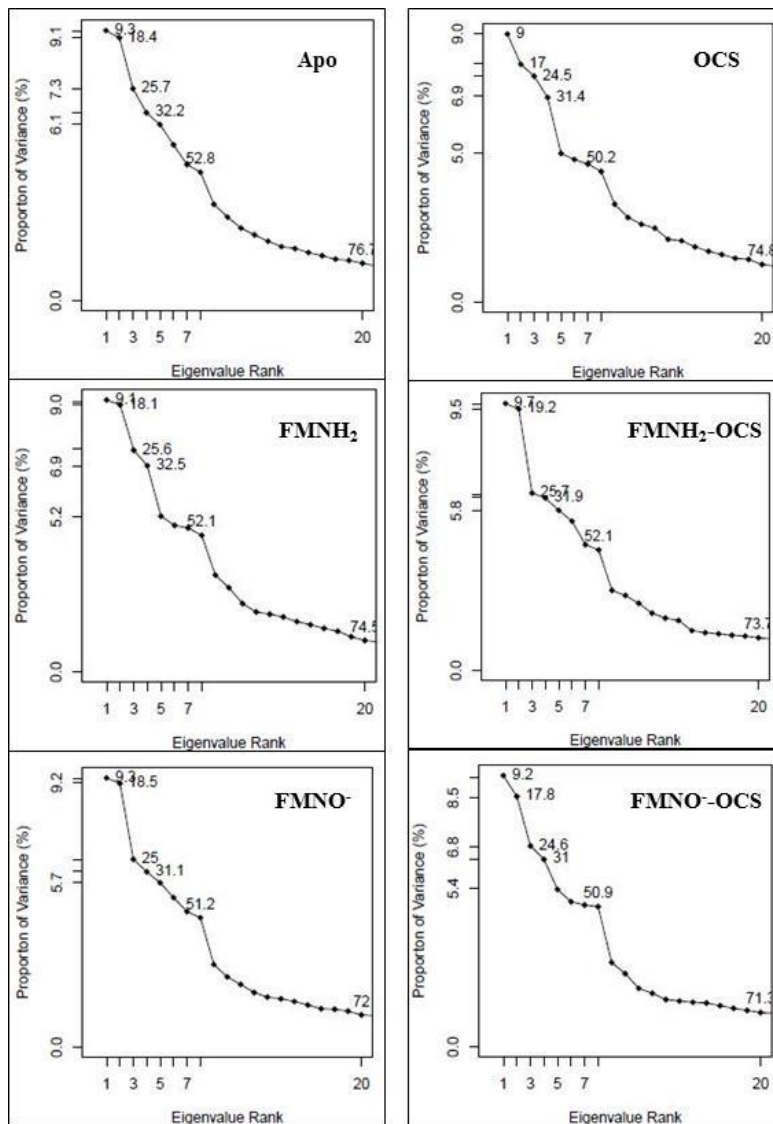 Apo
Proporton of Variance (%)
9.1
7.3
6.1
0.0
9.3
18.4
25.7
32.2
52.8
76.7
1 3 5 7 20
Eigenvalue Rank
OCS
Proporton of Variance (%)
9.0
6.9
5.0
0.0
9
17
24.5
31.4
50.2
74.8
1 3 5 7 20
Eigenvalue Rank
FMNH₂
Proporton of Variance (%)
9.0
6.9
5.2
0.0
9.1
18.1
25.6
32.5
52.1
74.5
1 3 5 7 20
Eigenvalue Rank
FMNH₂-OCS
Proporton of Variance (%)
9.5
5.8
0.0
9.7
19.2
25.7
31.9
52.1
73.7
1 3 5 7 20
Eigenvalue Rank
FMNO⁻
Proporton of Variance (%)
9.2
5.7
0.0
9.3
18.5
25
31.1
51.2
72
1 3 5 7 20
Eigenvalue Rank
FMNO⁻-OCS
Proporton of Variance (%)
8.5
6.8
5.4
0.0
9.2
17.8
24.6
31
50.9
71.3
1 3 5 7 20
Eigenvalue Rank